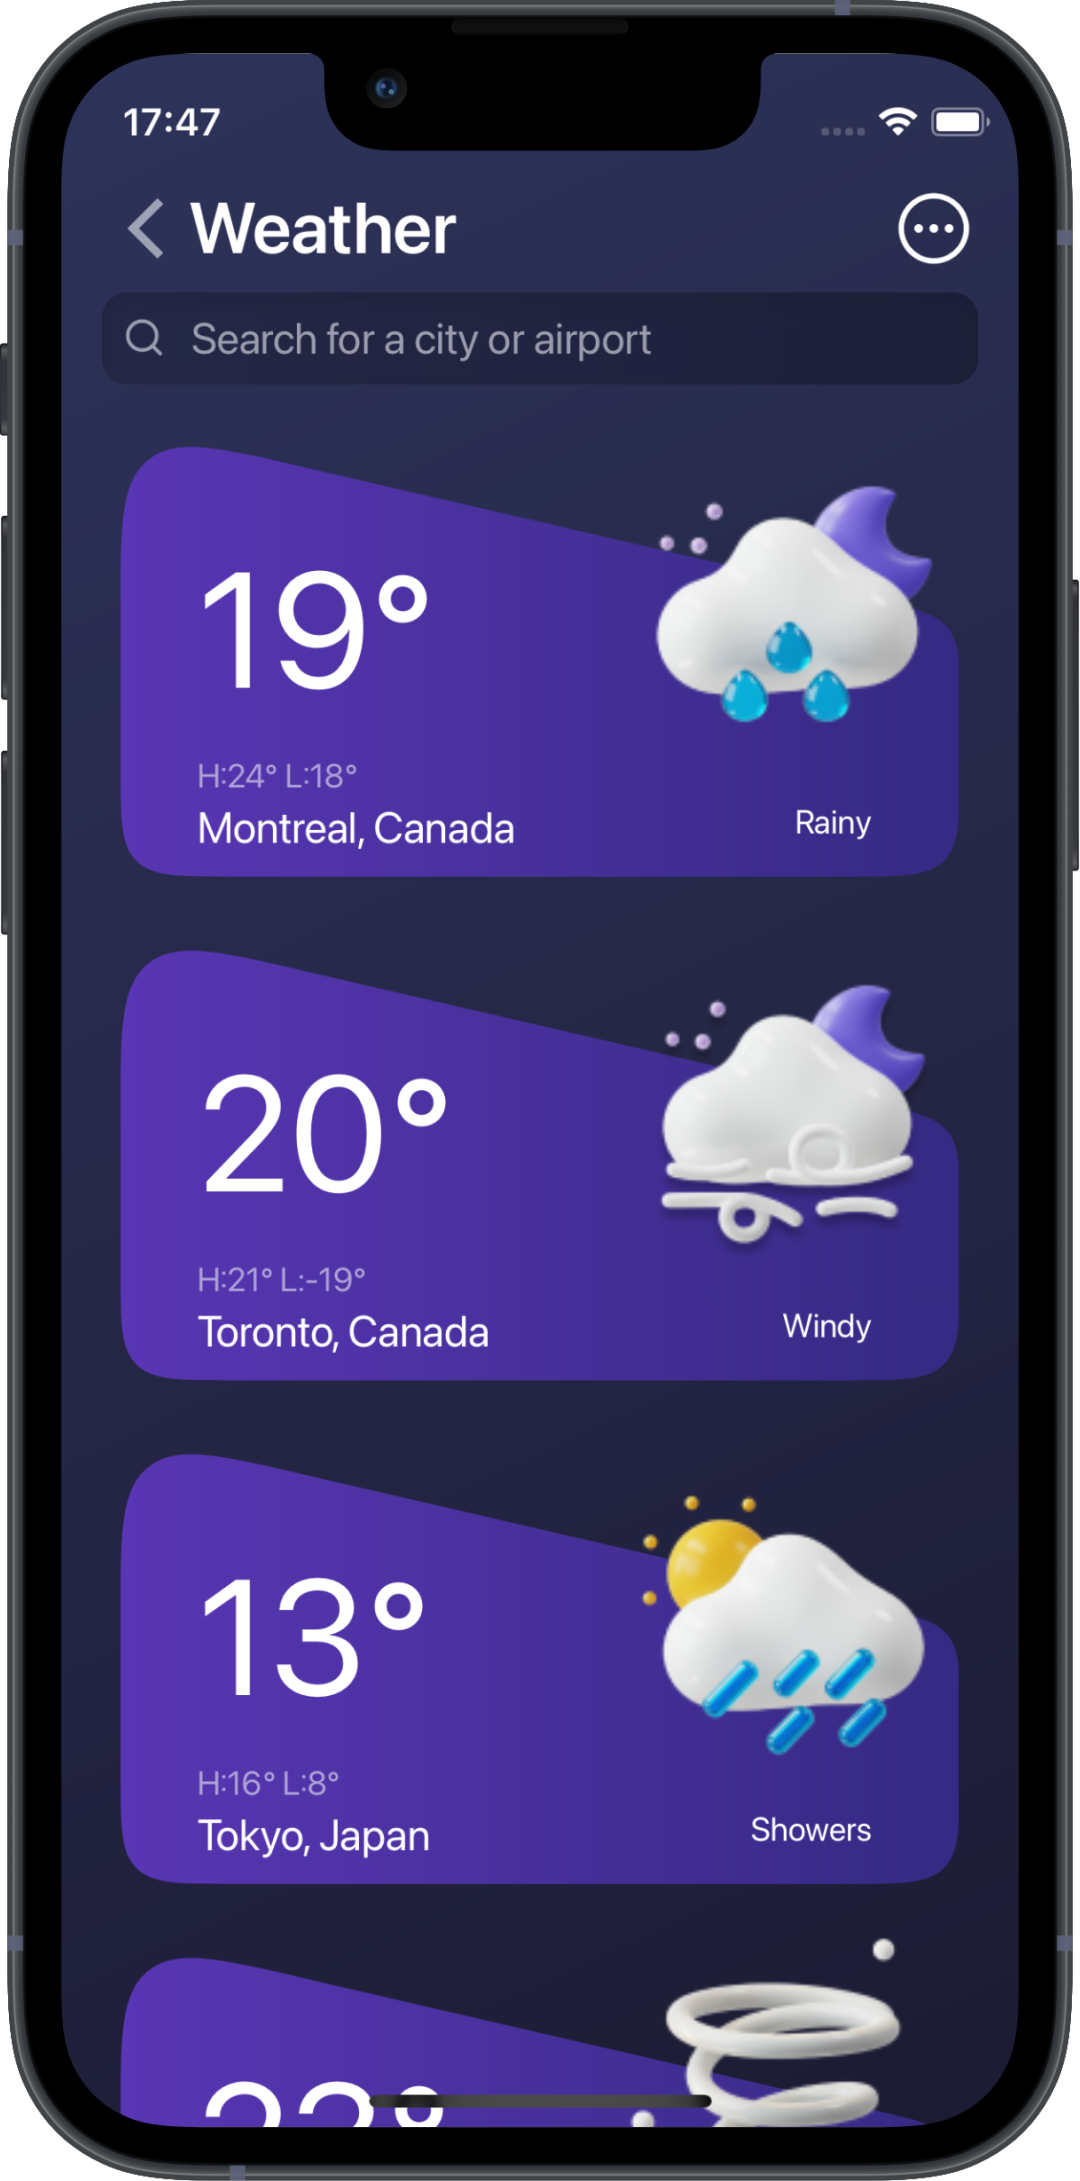 17:47
Weather
Search for a city or airport
19°
H:24° L:18°
Montreal, Canada
Rainy
20°
H:21° L:-19°
Toronto, Canada
Windy
13°
H:16° L:8°
Tokyo, Japan
Showers